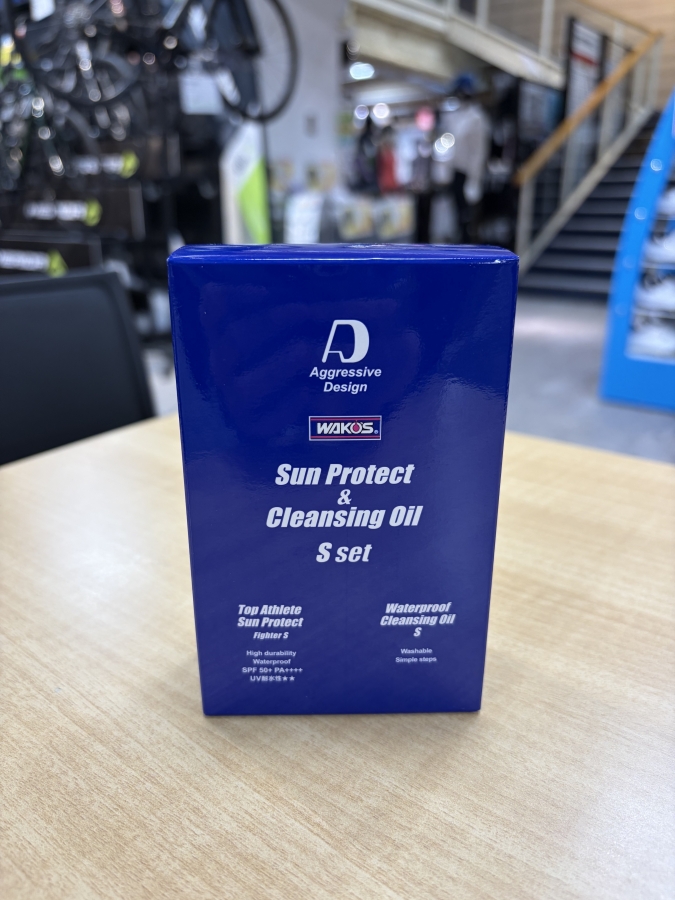 Aggressive
Design
WAKO'S®
Sun Protect
&
Cleansing Oil
S set
Top Athlete
Sun Protect
Fighter S
High durability
Waterproof
SPF 50+ PA++++
UV耐水性★★
Waterproof
Cleansing Oil
S
Washable
Simple steps